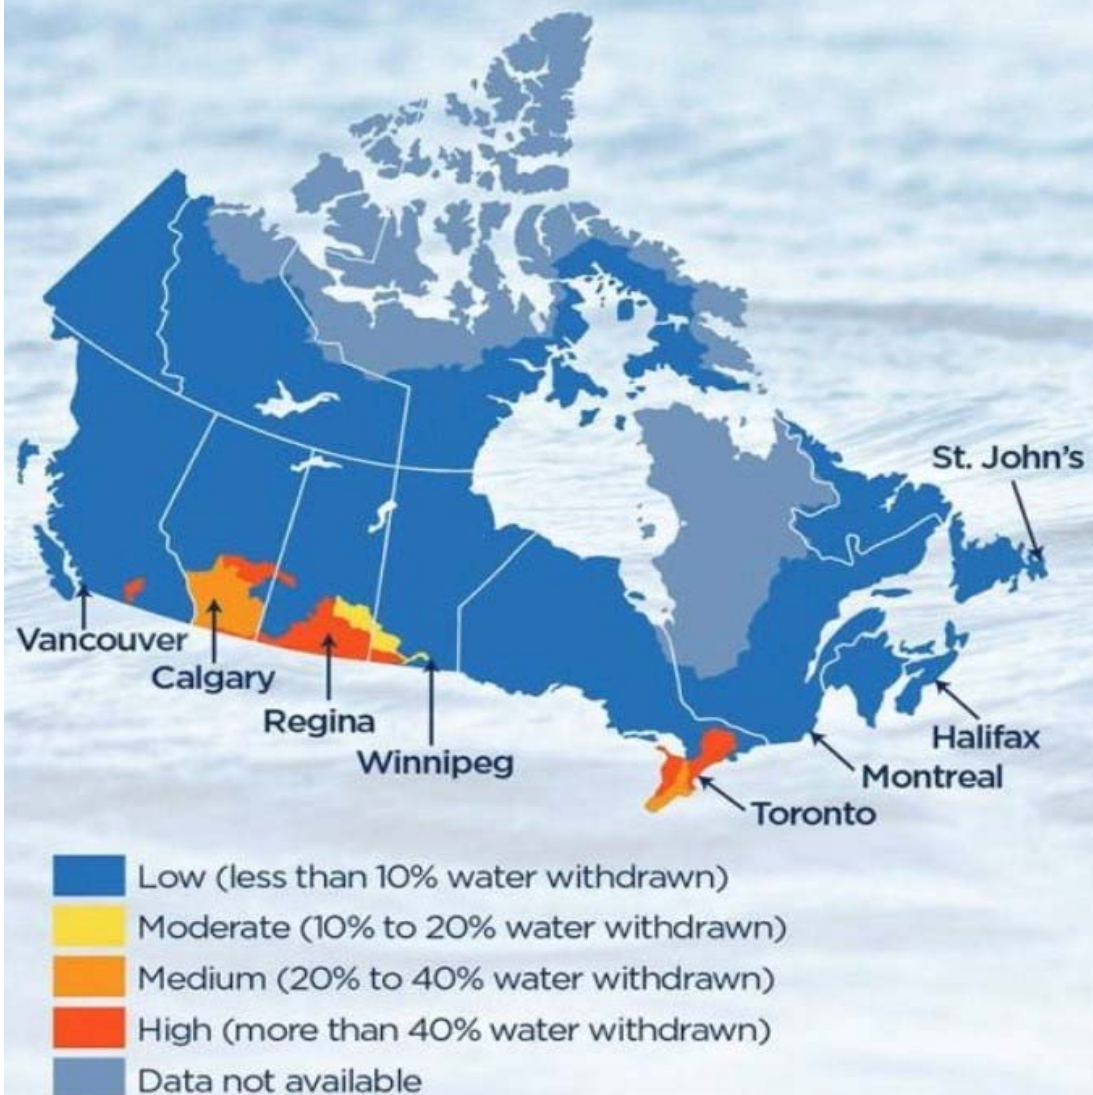 St. John's
Vancouver
Calgary
Regina
Winnipeg
Halifax
Montreal
Toronto
Low (less than 10% water withdrawn)
Moderate (10% to 20% water withdrawn)
Medium (20% to 40% water withdrawn)
High (more than 40% water withdrawn)
Data not available